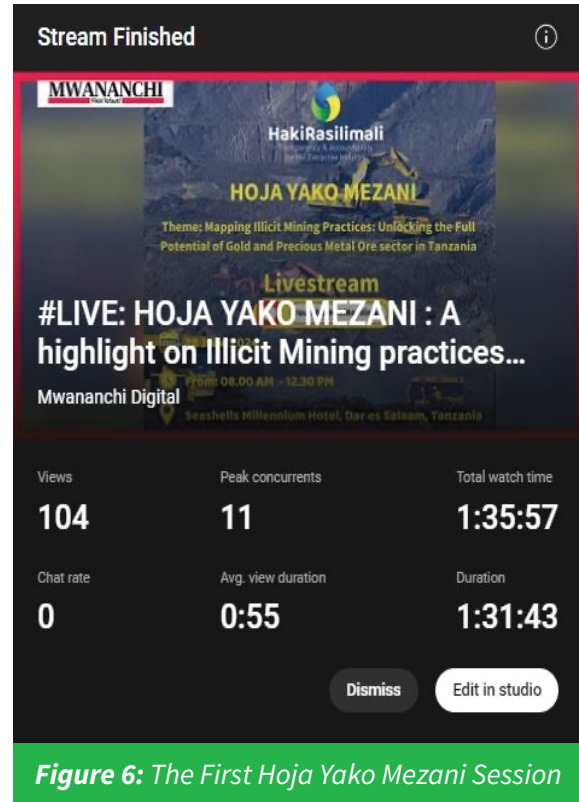 Stream Finished
MWANANCHI
HakiRasilimali
HOJA YAKO MEZANI
Theme: Mapping Illicit Mining Practices: Unlocking the Full
Potential of Gold and Precious Metal Ore sector in Tanzania
Livestream
#LIVE: HOJA YAKO MEZANI : A
highlight on Illicit Mining practices...
From: 08.00 AM - 12.30 PM
Mwananchi Digital
Seashells Millennium Hotel, Dar es Salaam, Tanzania
Views Peak concurrents Total watch time
104 11 1:35:57
Chat rate Avg. view duration Duration
0 0:55 1:31:43
Dismiss Edit in studio
Figure 6: The First Hoja Yako Mezani Session